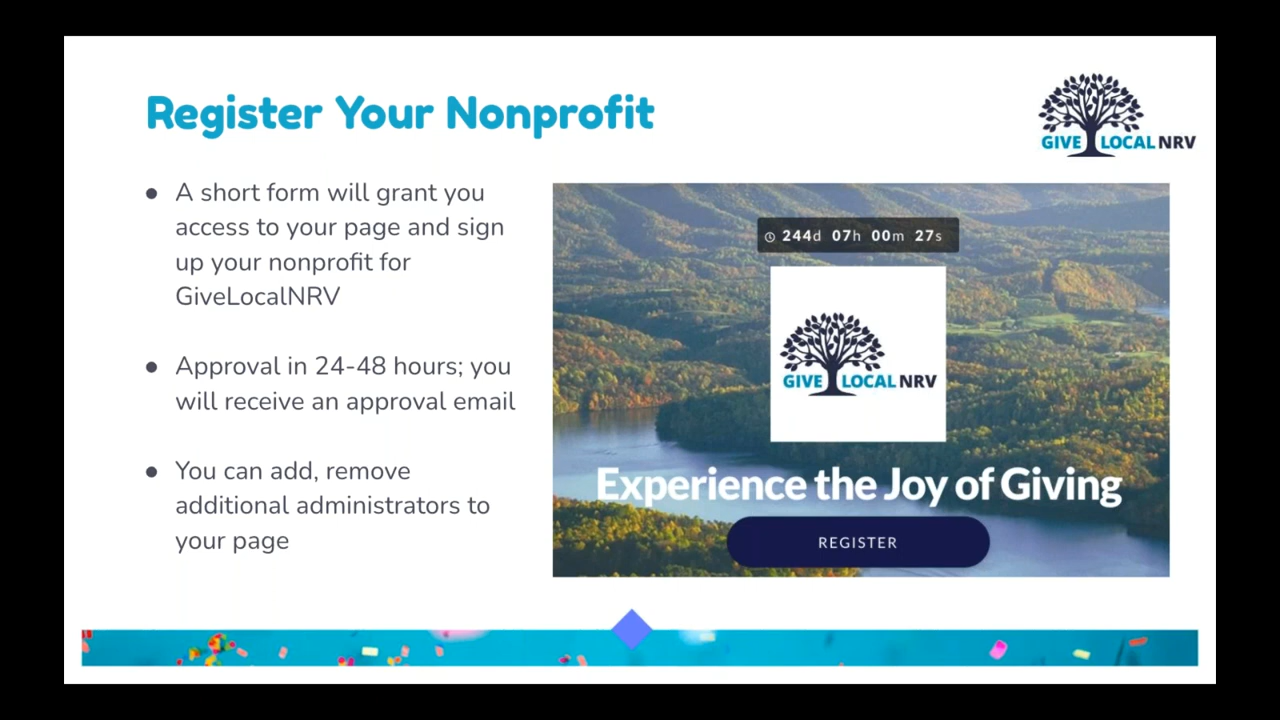 Register Your Nonprofit
GIVE LOCAL NRV
● A short form will grant you
access to your page and sign
up your nonprofit for
GiveLocalNRV
● Approval in 24-48 hours; you
will receive an approval email
● You can add, remove
additional administrators to
your page
244d 07h 00m 27s
GIVE LOCAL NRV
Experience the Joy of Giving
REGISTER